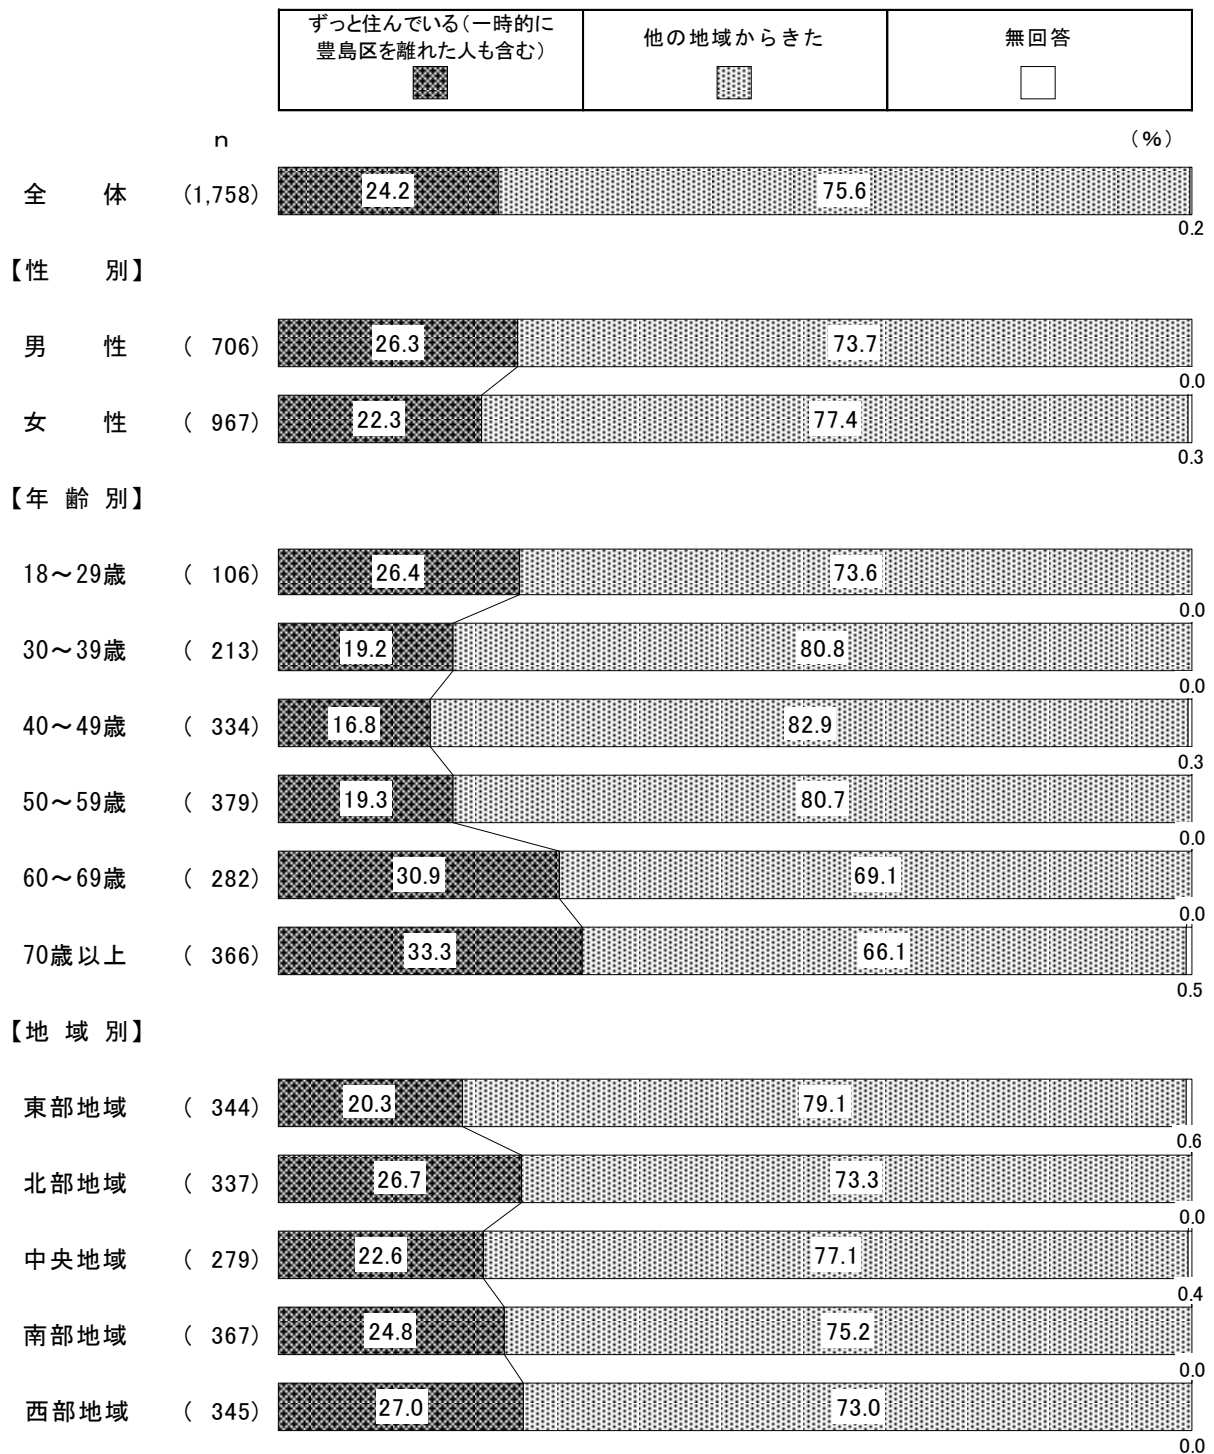 ずっと住んでいる（一時的に
豊島区を離れた人も含む）
他の地域からきた
無回答
ｎ
（％）
全　　体 (1,758) 24.2 75.6
0.2
【性　　別】
男　　性 ( 706) 26.3 73.7
0.0
女　　性 ( 967) 22.3 77.4
0.3
【年 齢 別】
18～29歳 ( 106) 26.4 73.6
0.0
30～39歳 ( 213) 19.2 80.8
0.0
40～49歳 ( 334) 16.8 82.9
0.3
50～59歳 ( 379) 19.3 80.7
0.0
60～69歳 ( 282) 30.9 69.1
0.0
70歳以上 ( 366) 33.3 66.1
0.5
【地 域 別】
東部地域 ( 344) 20.3 79.1
0.6
北部地域 ( 337) 26.7 73.3
0.0
中央地域 ( 279) 22.6 77.1
0.4
南部地域 ( 367) 24.8 75.2
0.0
西部地域 ( 345) 27.0 73.0
0.0